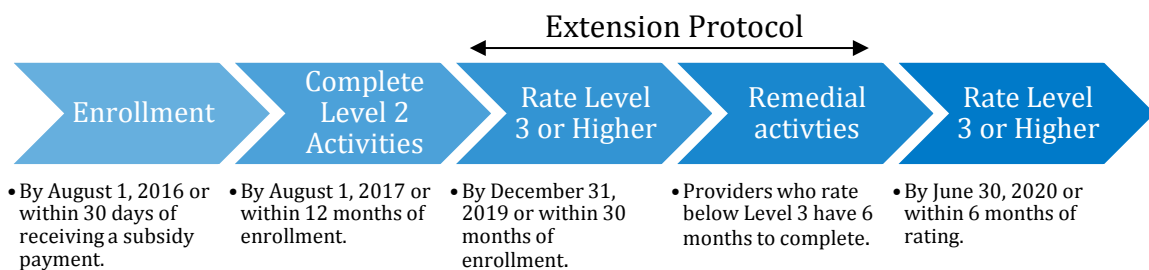 Extension Protocol
Enrollment
Complete
Level 2
Activities
Rate Level
3 or Higher
Remedial
activties
Rate Level
3 or Higher
• By August 1, 2016 or
within 30 days of
receiving a subsidy
payment.
• By August 1, 2017 or
within 12 months of
enrollment.
• By December 31,
2019 or within 30
months of
enrollment.
• Providers who rate
below Level 3 have 6
months to complete.
• By June 30, 2020 or
within 6 months of
rating.